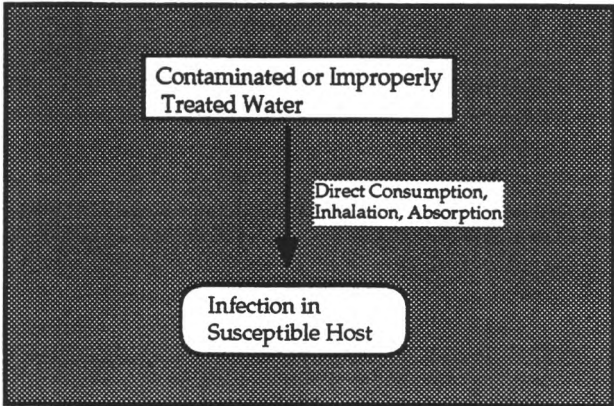 Contaminated or Improperly
Treated Water
Direct Consumption,
Inhalation, Absorption
Infection in
Susceptible Host